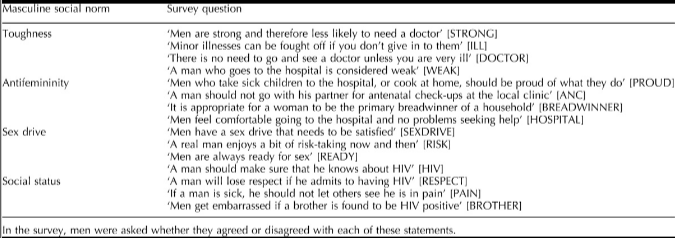 Masculine social norm Survey question
Toughness 'Men are strong and therefore less likely to need a doctor' [STRONG]
'Minor illnesses can be fought off if you don't give in to them' [ILL]
'There is no need to go and see a doctor unless you are very ill' [DOCTOR]
'A man who goes to the hospital is considered weak' [WEAK]
Antifemininity 'Men who take sick children to the hospital, or cook at home, should be proud of what they do' [PROUD]
'A man should not go with his partner for antenatal check-ups at the local clinic' [ANC]
'It is appropriate for a woman to be the primary breadwinner of a household' [BREADWINNER]
'Men feel comfortable going to the hospital and no problems seeking help' [HOSPITAL]
Sex drive 'Men have a sex drive that needs to be satisfied' [SEXDRIVE]
'A real man enjoys a bit of risk-taking now and then' [RISK]
'Men are always ready for sex' [READY]
'A man should make sure that he knows about HIV' [HIV]
Social status 'A man will lose respect if he admits to having HIV' [RESPECT]
'If a man is sick, he should not let others see he is in pain' [PAIN]
'Men get embarrassed if a brother is found to be HIV positive' [BROTHER]
In the survey, men were asked whether they agreed or disagreed with each of these statements.